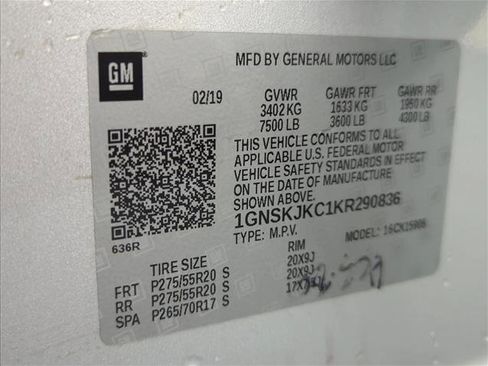 GM
MFD BY GENERAL MOTORS LLC
02/19 GVWR GAWR FRT GAWR RR
3402 KG 1633 KG 1950 KG
7500 LB 3600 LB 4300 LB
THIS VEHICLE CONFORMS TO ALL
APPLICABLE U.S. FEDERAL MOTOR
VEHICLE SAFETY STANDARDS IN EFFECT
ON THE DATE OF MANUFACTURE
SHOWN ABOVE.
1GNSKJKC1KR290836
TYPE: M.P.V. MODEL:
636R
TIRE SIZE RIM
FRT P275/55R20 S 20X9J
RR P275/55R20 S 20X9J
SPA P265/70R17 S